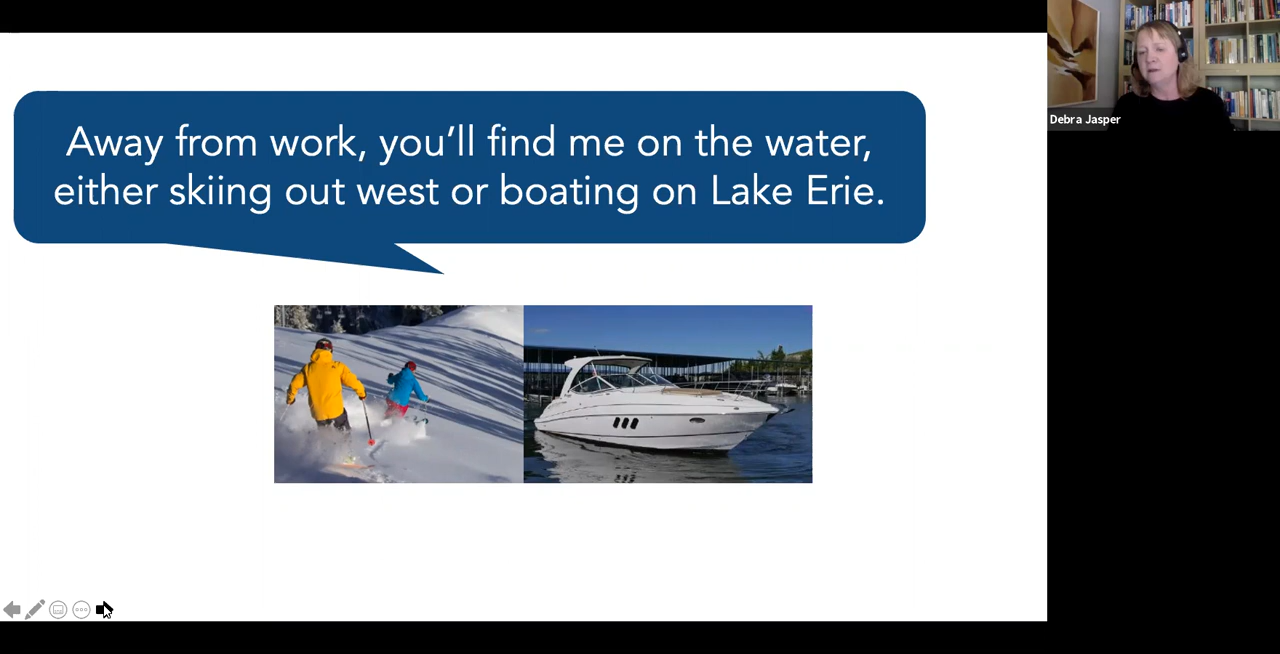 Away from work, you’ll find me on the water,
either skiing out west or boating on Lake Erie.
Debra Jasper